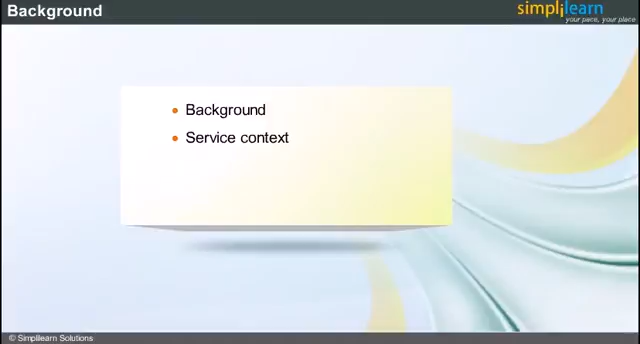 Background
simplilearn
your pace, your place
Background
Service context
© Simplilearn Solutions